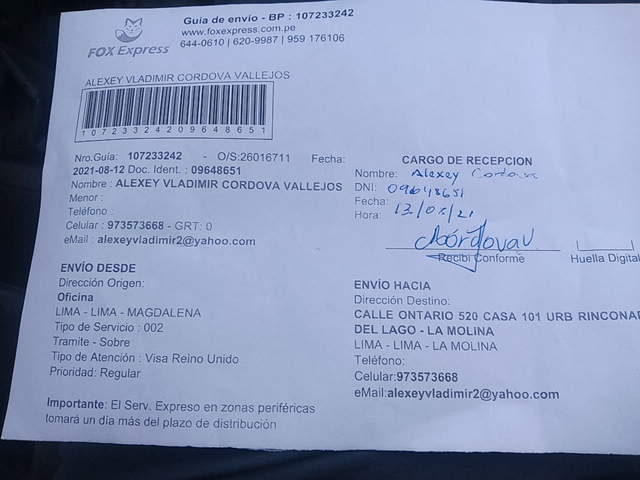 FOX Express
Guía de envío - BP : 107233242
www.foxexpress.com.pe
644-0610 | 620-9987 | 959 176106
ALEXEY VLADIMIR CORDOVA VALLEJOS
10723324209648651
Nro.Guía: 107233242 - O/S:26016711 Fecha:
2021-08-12 Doc. Ident. : 09648651
Nombre : ALEXEY VLADIMIR CORDOVA VALLEJOS
Menor :
Teléfono :
Celular : 973573668 - GRT: 0
eMail : alexeyvladimir2@yahoo.com
CARGO DE RECEPCION
Nombre: Alexey Cordova
DNI: 09648651
Fecha: 13/08/21
Hora:
Recibi Conforme
Huella Digital
ENVÍO DESDE
Dirección Origen:
Oficina
LIMA - LIMA - MAGDALENA
Tipo de Servicio : 002
Tramite - Sobre
Tipo de Atención : Visa Reino Unido
Prioridad: Regular
ENVÍO HACIA
Dirección Destino:
CALLE ONTARIO 520 CASA 101 URB RINCONA
DEL LAGO - LA MOLINA
LIMA - LIMA - LA MOLINA
Teléfono:
Celular:973573668
eMail:alexeyvladimir2@yahoo.com
Importante: El Serv. Expreso en zonas periféricas
tomará un día más del plazo de distribución